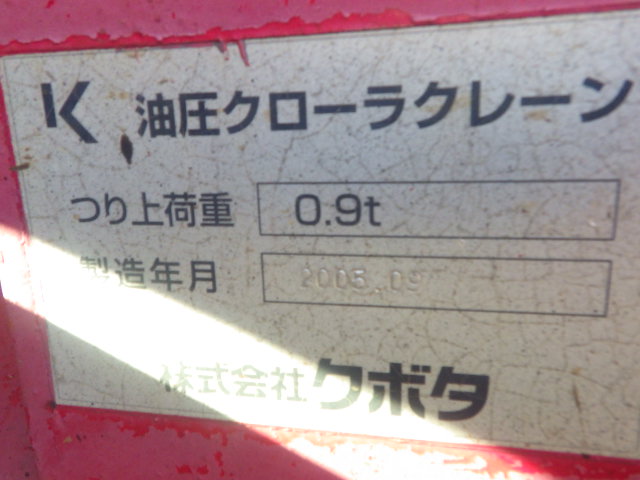 K 油圧クローラクレーン
つり上荷重 0.9t
製造年月 2005.09
株式会社クボタ